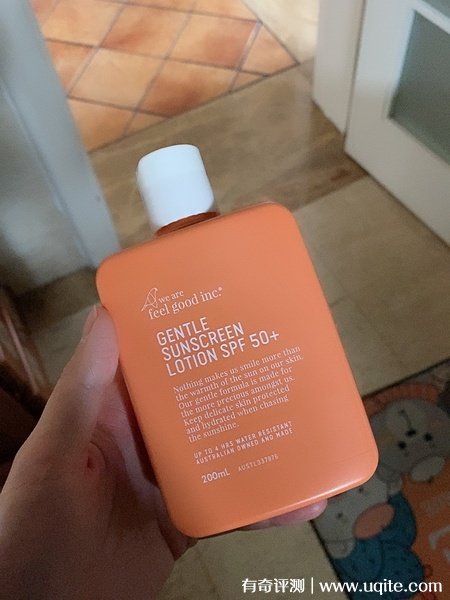 we are
feel good inc.®
GENTLE
SUNSCREEN
LOTION SPF 50+
Nothing makes us smile more than
the warmth of the sun on our skin.
Our gentle formula is made for
the more precious amongst us.
Keep delicate skin protected
and hydrated when chasing
the sunshine.
UP TO 4 HRS WATER RESISTANT
AUSTRALIAN OWNED AND MADE
200mL AUSTL337975
有奇评测 | www.uqite.com